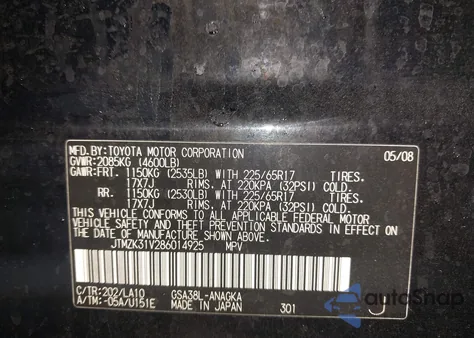 MFD. BY: TOYOTA MOTOR CORPORATION 05/08
GVWR: 2085KG (4600LB)
GAWR: FRT. 1150KG (2535LB) WITH 225/65R17 TIRES.
17X7J RIMS. AT 220KPA (32PSI) COLD.
RR. 1150KG (2530LB) WITH 225/65R17 TIRES.
17X7J RIMS. AT 220KPA (32PSI) COLD.
THIS VEHICLE CONFORMS TO ALL APPLICABLE FEDERAL MOTOR
VEHICLE SAFETY AND THEFT PREVENTION STANDARDS IN EFFECT
ON THE DATE OF MANUFACTURE SHOWN ABOVE.
JTMZK31V286014925 MPV
C/TR: 202/LA10 GSA38L-ANAGKA
A/TM: -05A/U151E MADE IN JAPAN 301 J
autoSnap